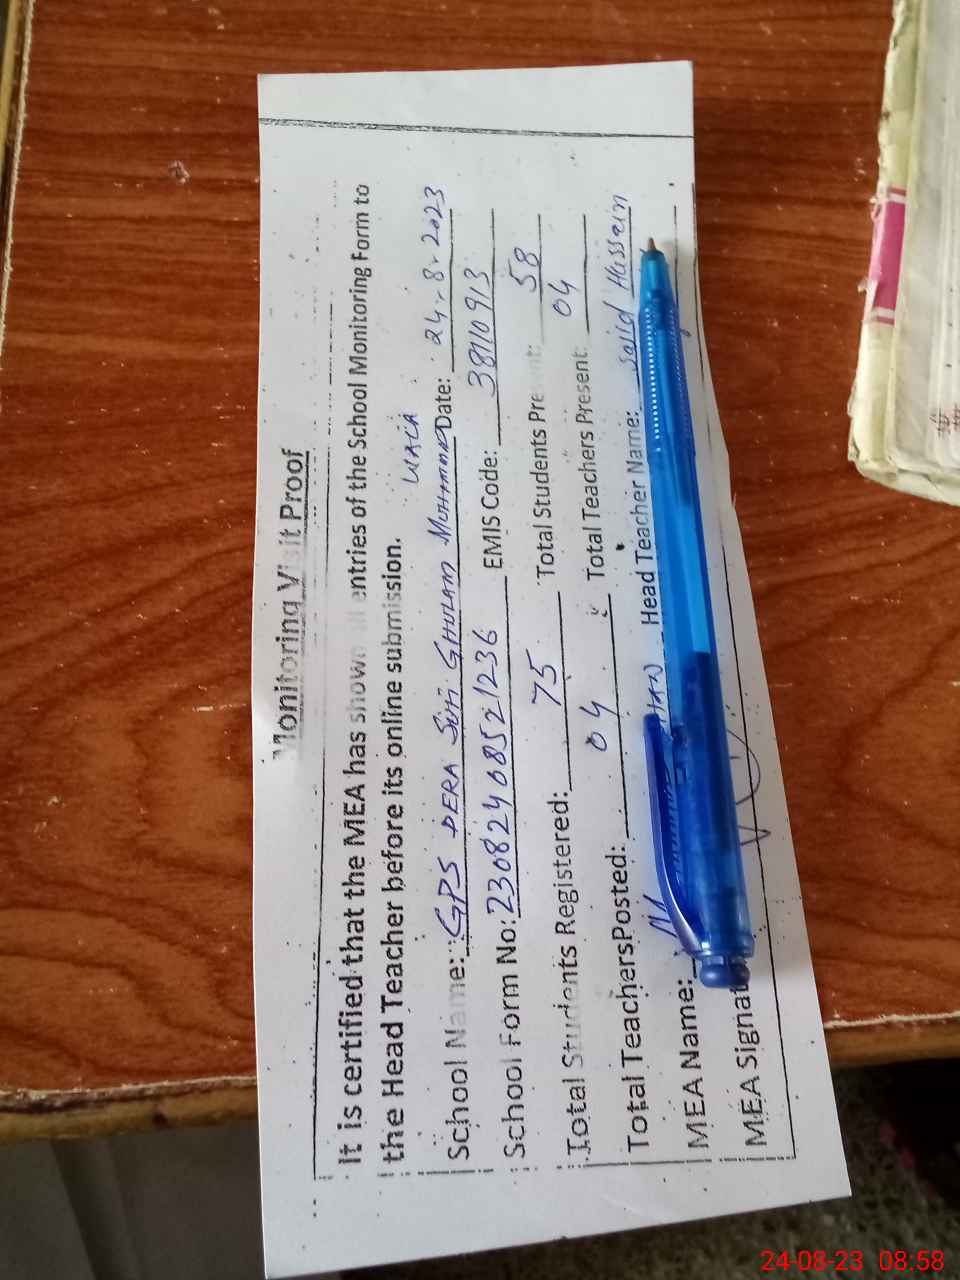 Monitoring Visit Proof
It is certified that the MEA has shown all entries of the School Monitoring Form to
the Head Teacher before its online submission.
School Name: GPS DERA SUFI GHULAM MUHAMMAD Date: 24-8-2023
School Form No: 23082408521236 EMIS Code: 38110913
Total Students Registered: 75 Total Students Present: 58
Total Teachers Posted: 04 Total Teachers Present: 04
MEA Name: Head Teacher Name: Sajid Hussain
MEA
24-08-23 08:58